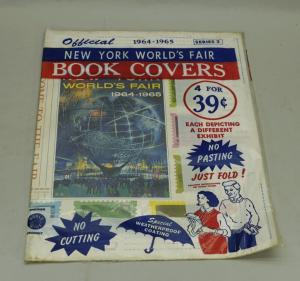 Official 1964-1965 SERIES 2
NEW YORK WORLD'S FAIR
BOOK COVERS
WORLD'S FAIR
1964-1965
4 FOR
39¢
EACH DEPICTING
A DIFFERENT
EXHIBIT
NO
PASTING
JUST FOLD!
NO
CUTTING
Special
WEATHERPROOF
COATING